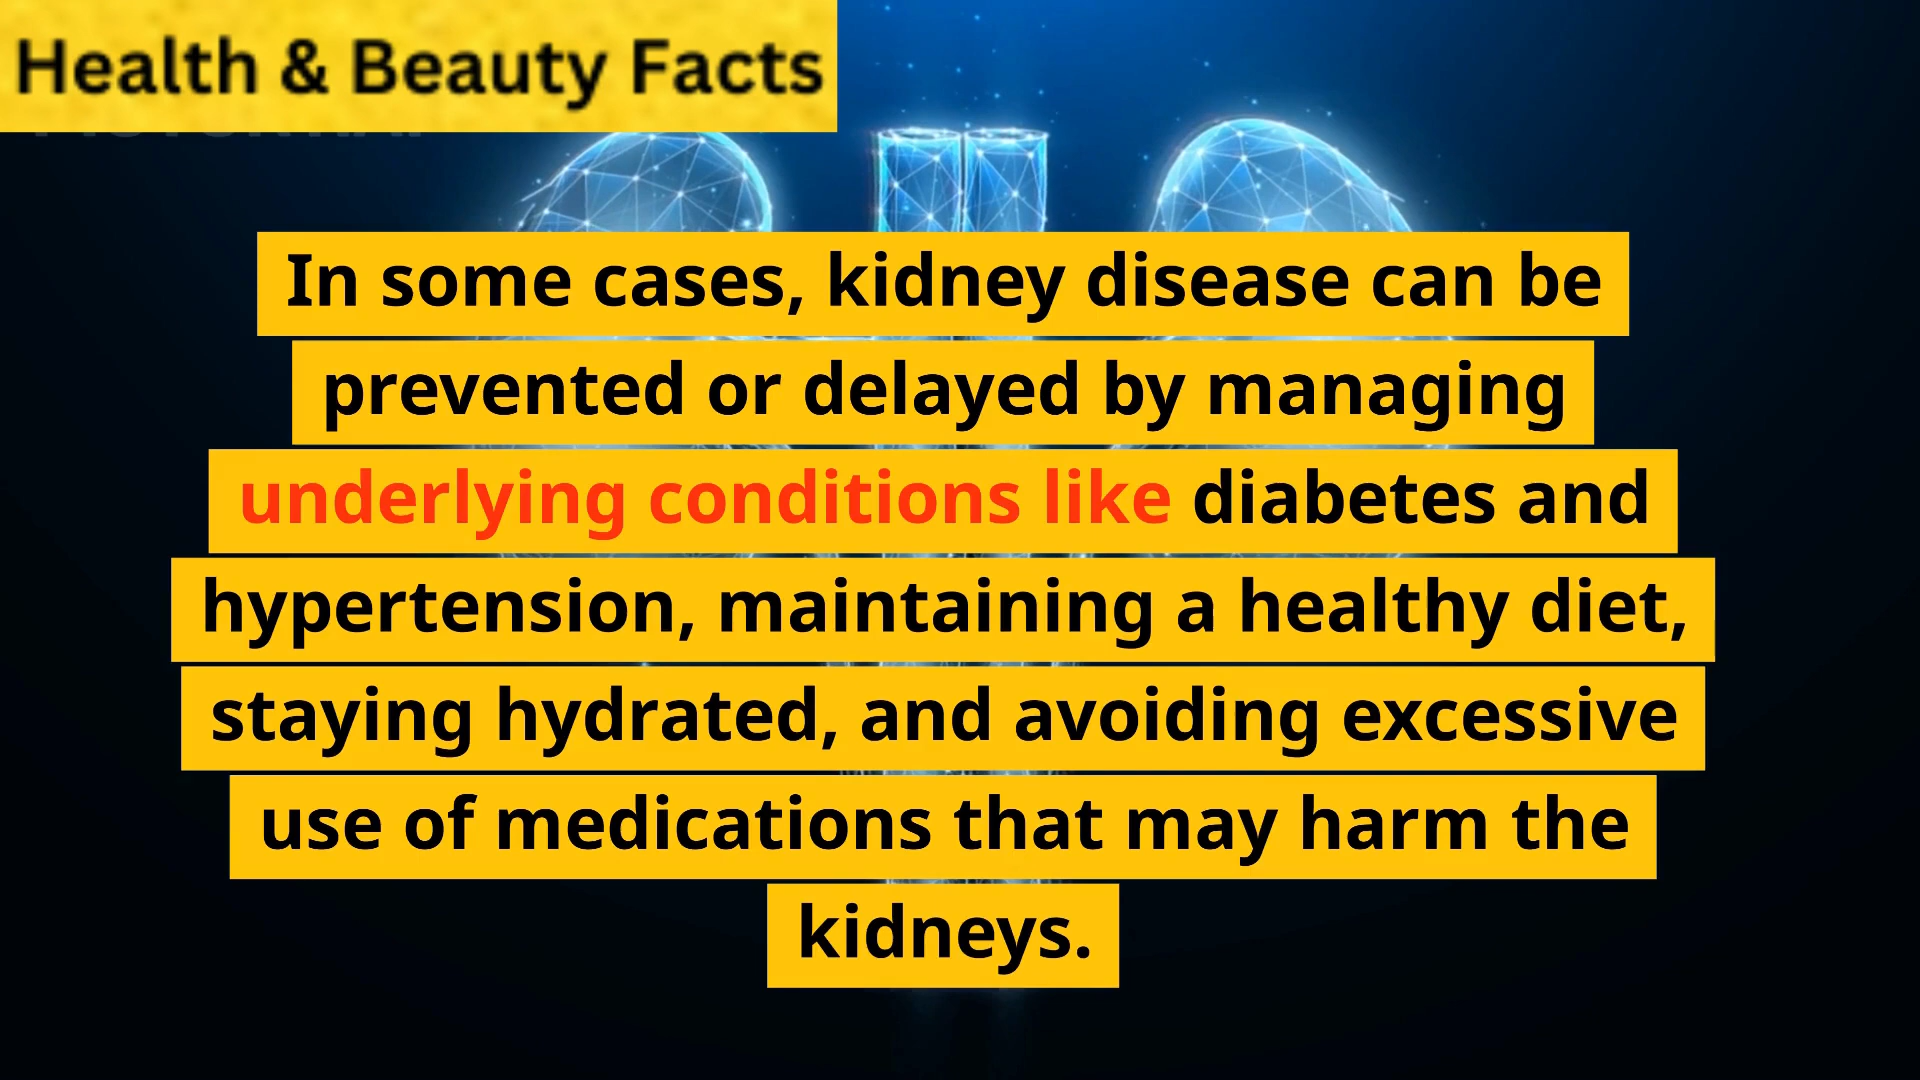 Health & Beauty Facts
In some cases, kidney disease can be
prevented or delayed by managing
underlying conditions like diabetes and
hypertension, maintaining a healthy diet,
staying hydrated, and avoiding excessive
use of medications that may harm the
kidneys.